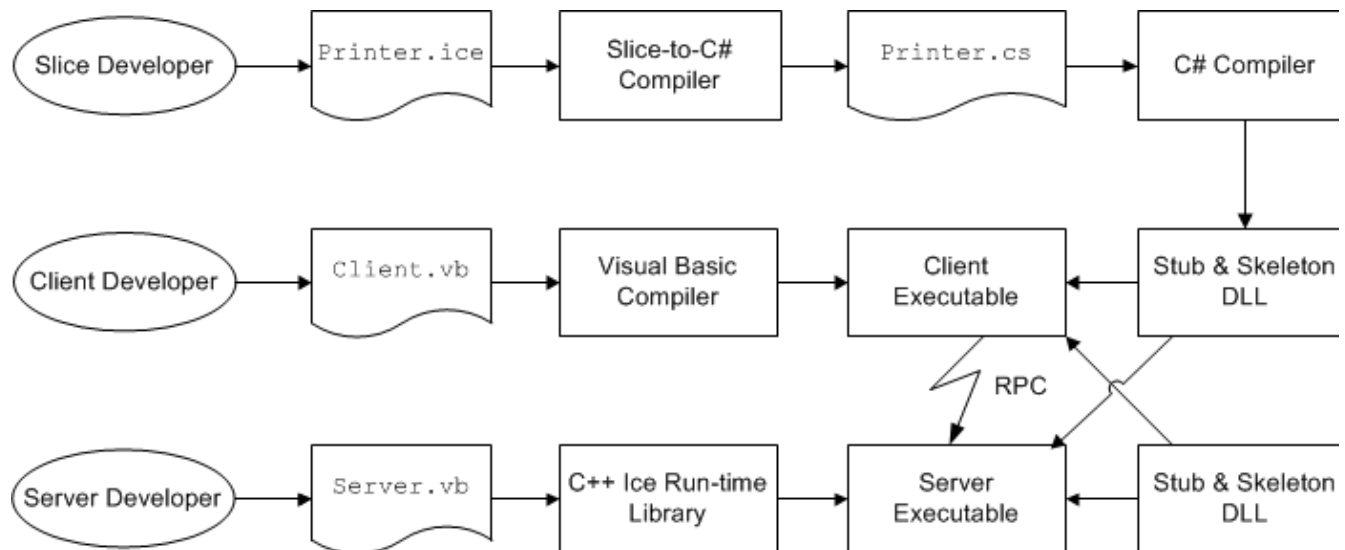 Slice Developer
Printer.ice
Slice-to-C#
Compiler
Printer.cs
C# Compiler
Client Developer
Client.vb
Visual Basic
Compiler
Client
Executable
Stub & Skeleton
DLL
RPC
Server Developer
Server.vb
C++ Ice Run-time
Library
Server
Executable
Stub & Skeleton
DLL